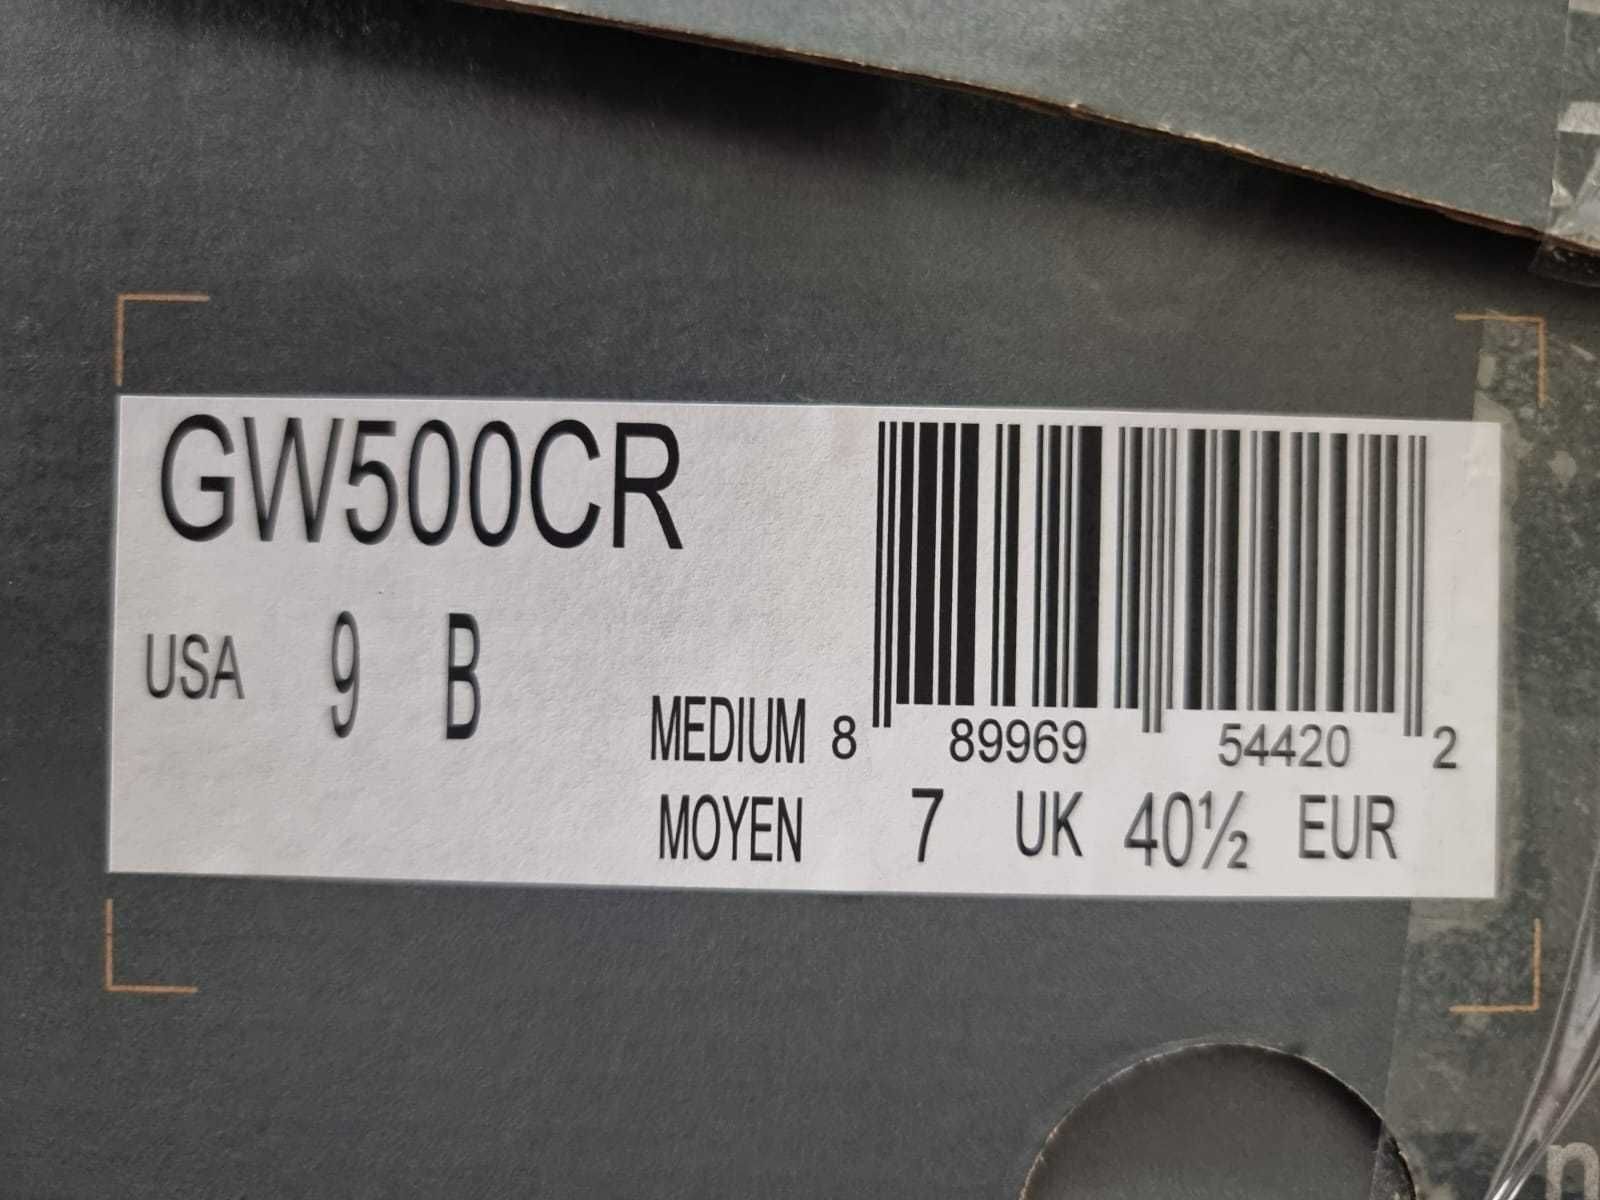 GW500CR
USA 9 B
MEDIUM 8 89969 54420 2
MOYEN 7 UK 40½ EUR
n